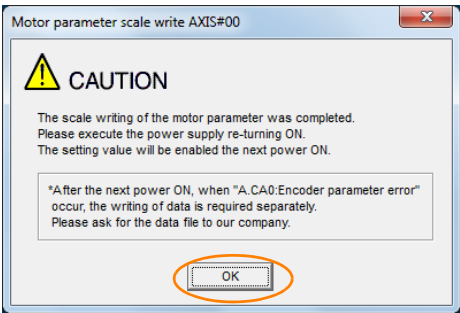 Motor parameter scale write AXIS#00
CAUTION
The scale writing of the motor parameter was completed.
Please execute the power supply re-turning ON.
The setting value will be enabled the next power ON.
*After the next power ON, when "A.CA0:Encoder parameter error"
occur, the writing of data is required separately.
Please ask for the data file to our company.
OK